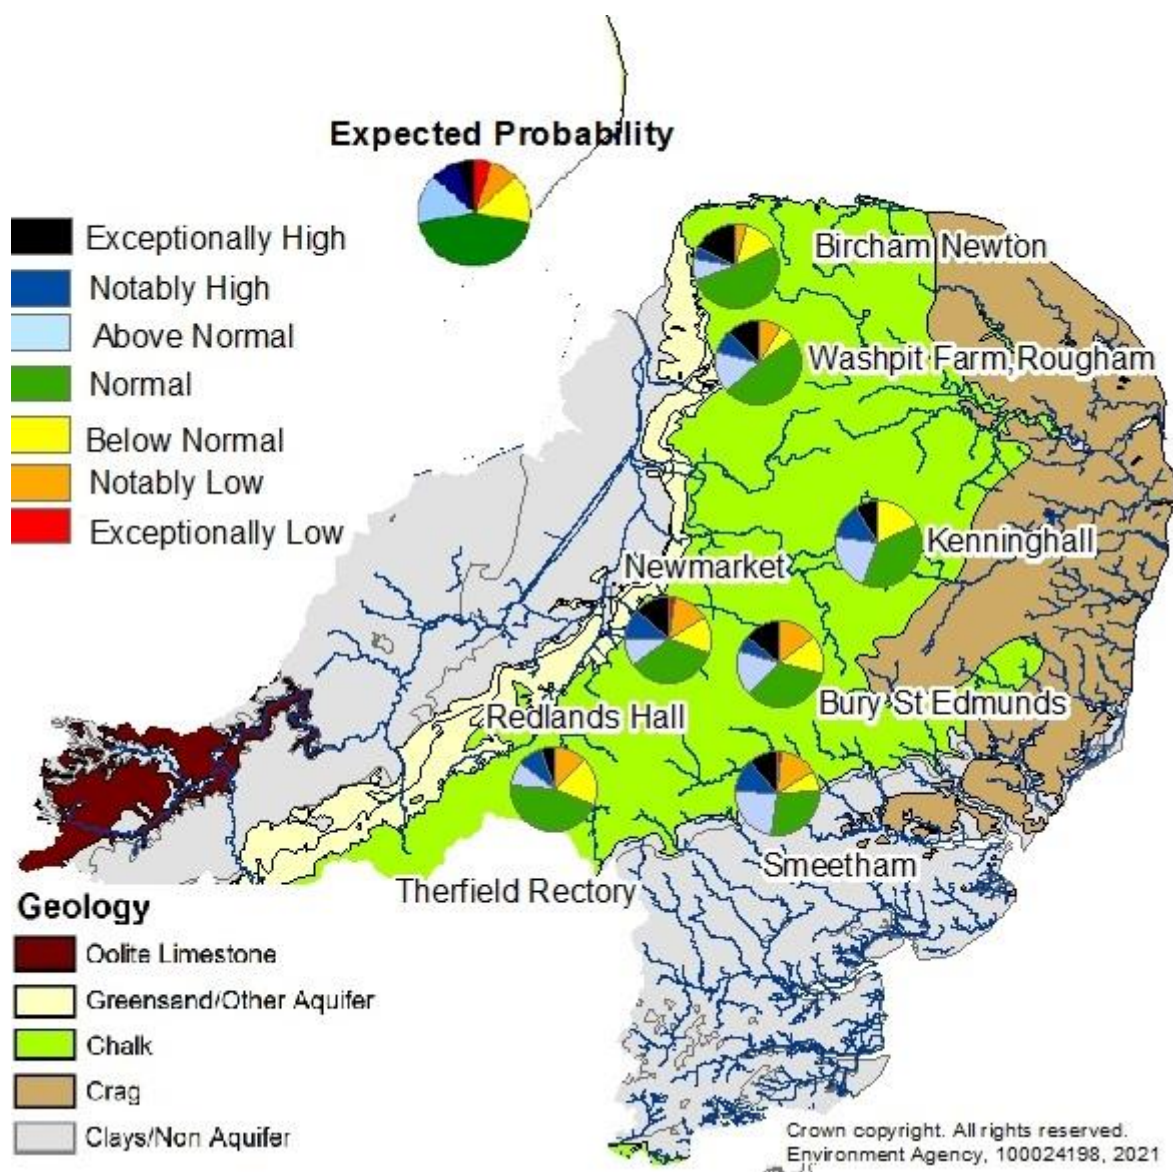 Expected Probability
Exceptionally High
Notably High
Above Normal
Normal
Below Normal
Notably Low
Exceptionally Low
Bircham Newton
Washpit Farm,Rougham
Kenninghall
Newmarket
Bury St Edmunds
Redlands Hall
Smeetham
Therfield Rectory
Geology
Oolite Limestone
Greensand/Other Aquifer
Chalk
Crag
Clays/Non Aquifer
Crown copyright. All rights reserved.
Environment Agency, 100024198, 2021